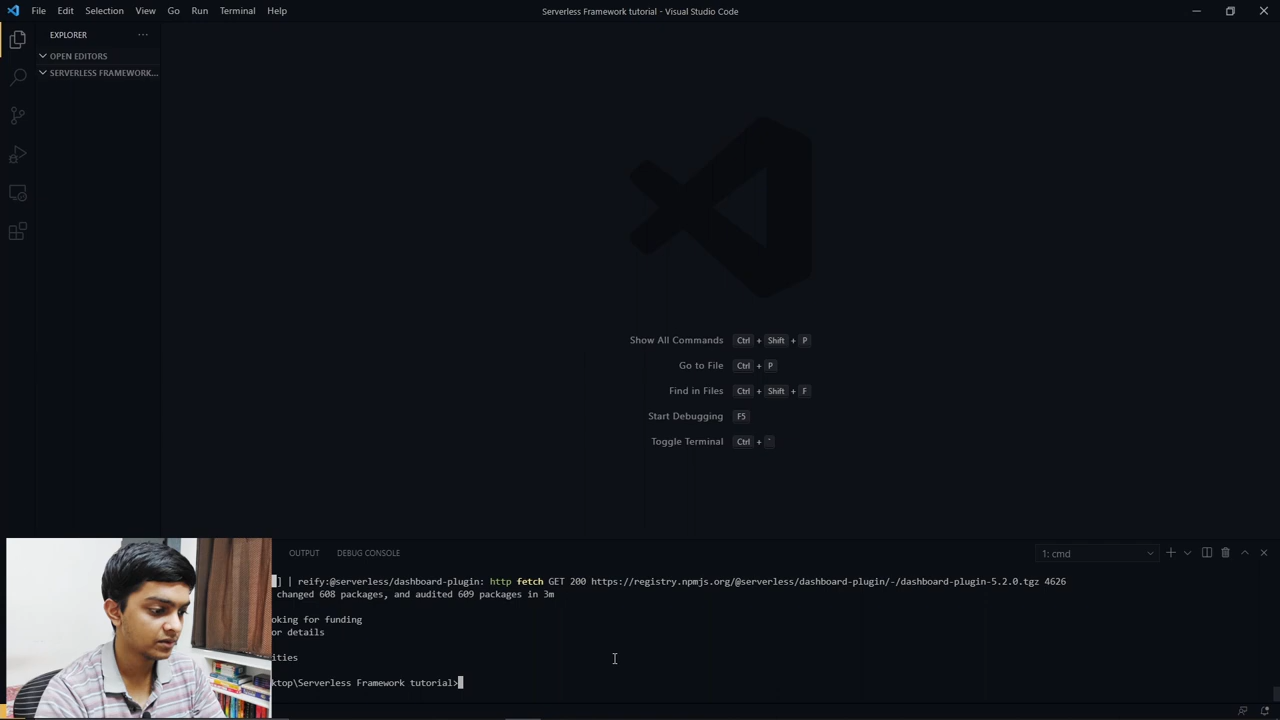 File Edit Selection View Go Run Terminal Help
Serverless Framework tutorial - Visual Studio Code
EXPLORER
OPEN EDITORS
SERVERLESS FRAMEWORK...
Show All Commands Ctrl + Shift + P
Go to File Ctrl + P
Find in Files Ctrl + Shift + F
Start Debugging F5
Toggle Terminal Ctrl + `
OUTPUT DEBUG CONSOLE
1: cmd
] | reify:@serverless/dashboard-plugin: http fetch GET 200 https://registry.npmjs.org/@serverless/dashboard-plugin/-/dashboard-plugin-5.2.0.tgz 4626
changed 608 packages, and audited 609 packages in 3m
oking for funding
or details
ities
ktop\Serverless Framework tutorial>